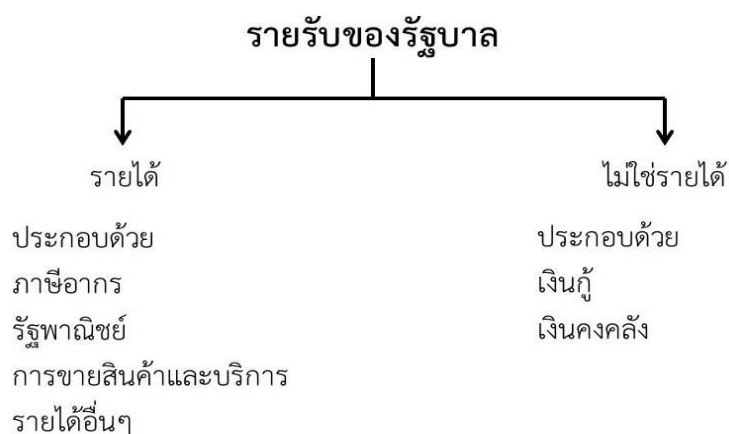 รายรับของรัฐบาล
รายได้
ประกอบด้วย
ภาษีอากร
รัฐพาณิชย์
การขายสินค้าและบริการ
รายได้อื่นๆ
ไม่ใช่รายได้
ประกอบด้วย
เงินกู้
เงินคงคลัง